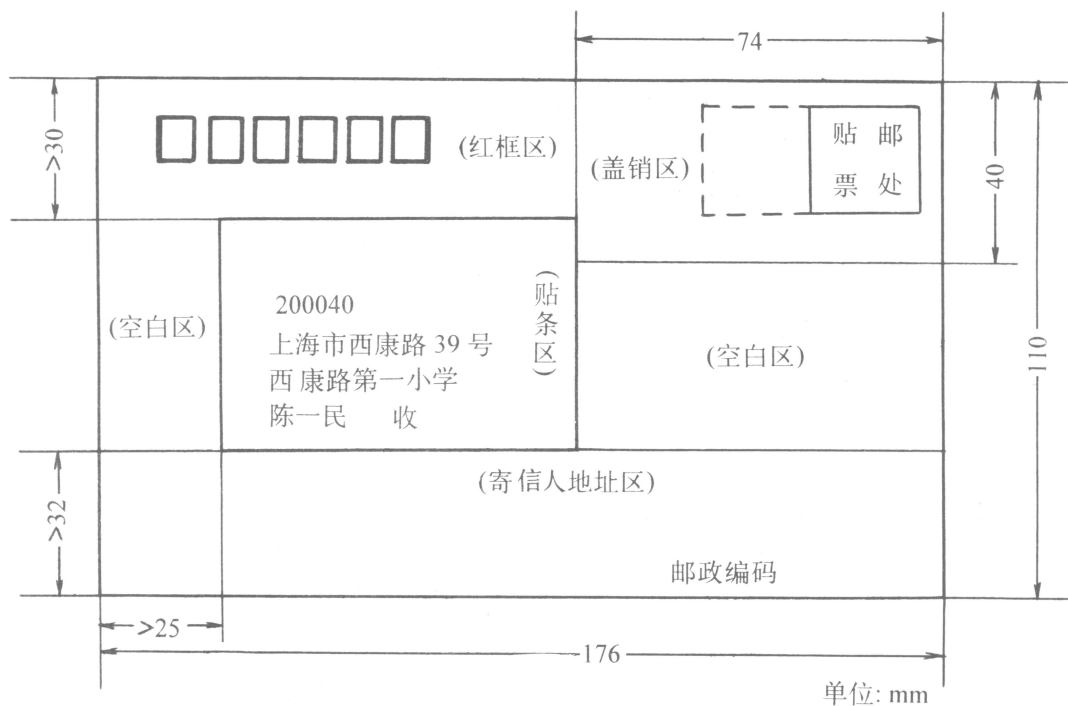 74
>30
(红框区)
(盖销区)
贴 邮
票 处
40
(空白区)
200040
上海市西康路 39 号
西康路第一小学
陈一民 收
(贴条区)
(空白区)
110
(寄信人地址区)
>32
邮政编码
>25
176
单位: mm